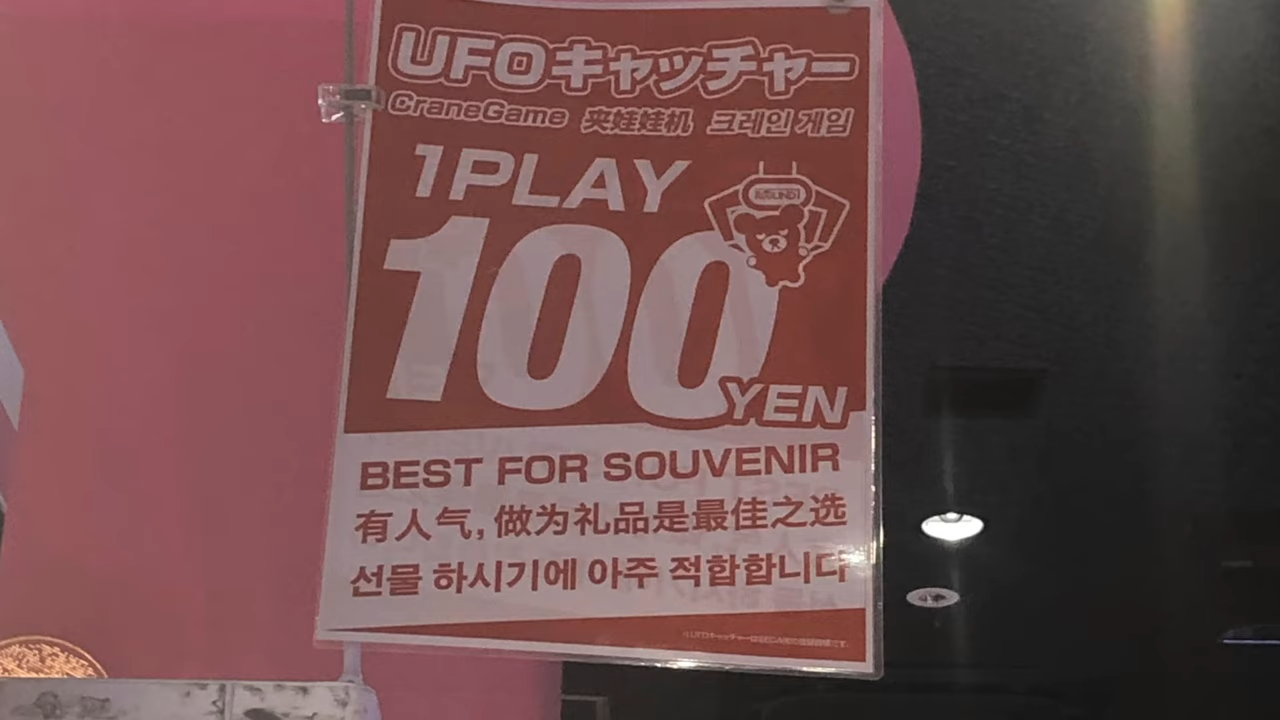 UFOキャッチャー
CraneGame 夹娃娃机 크레인 게임
1PLAY
ROUND1
100
YEN
BEST FOR SOUVENIR
有人气，做为礼品是最佳之选
선물 하시기에 아주 적합합니다